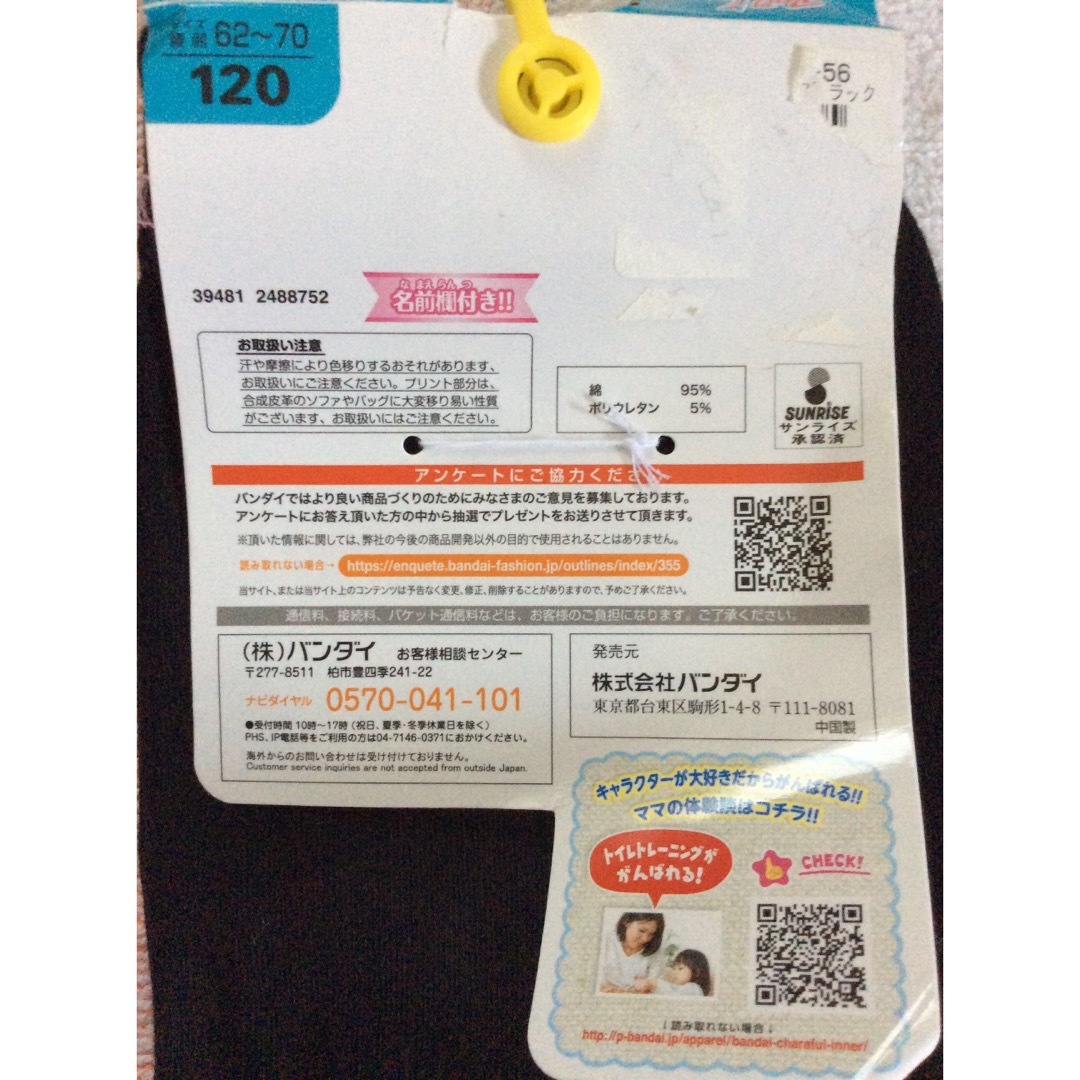 サイズ
腰囲 62～70
120
-56
ラック
39481 2488752
なまえらんつ
名前欄付き!!
お取扱い注意
汗や摩擦により色移りするおそれがあります、
お取扱いにご注意ください。プリント部分は、
合成皮革のソファやバッグに大変移り易い性質
がございます、お取扱いにはご注意ください。
綿 95%
ポリウレタン 5%
SUNRISE
サンライズ
承認済
アンケートにご協力くださ
バンダイではより良い商品づくりのためにみなさまのご意見を募集しております。
アンケートにお答え頂いた方の中から抽選でプレゼントをお送りさせて頂きます。
※頂いた情報に関しては、弊社の今後の商品開発以外の目的で使用されることはありません。
読み取れない場合→ https://enquete.bandai-fashion.jp/outlines/index/355
当サイト、または当サイト上のコンテンツは予告なく変更、修正、削除することがありますので、予めご了承ください。
通信料、接続料、パケット通信料などは、お客様のご負担になります。ご了承ください。
(株)バンダイ お客様相談センター
〒277-8511 柏市豊四季241-22
ナビダイヤル 0570-041-101
●受付時間 10時～17時(祝日、夏季・冬季休業日を除く)
PHS、IP電話等をご利用の方は04-7146-0371におかけください。
海外からのお問い合わせは受け付けておりません。
Customer service inquiries are not accepted from outside Japan.
発売元
株式会社バンダイ
東京都台東区駒形1-4-8 〒111-8081
中国製
キャラクターが大好きだからがんばれる!!
ママの体験談はコチラ!!
トイレトレーニングが
がんばれる!
CHECK!
↓読み取れない場合↓
http://p-bandai.jp/apparel/bandai-charaful-inner/